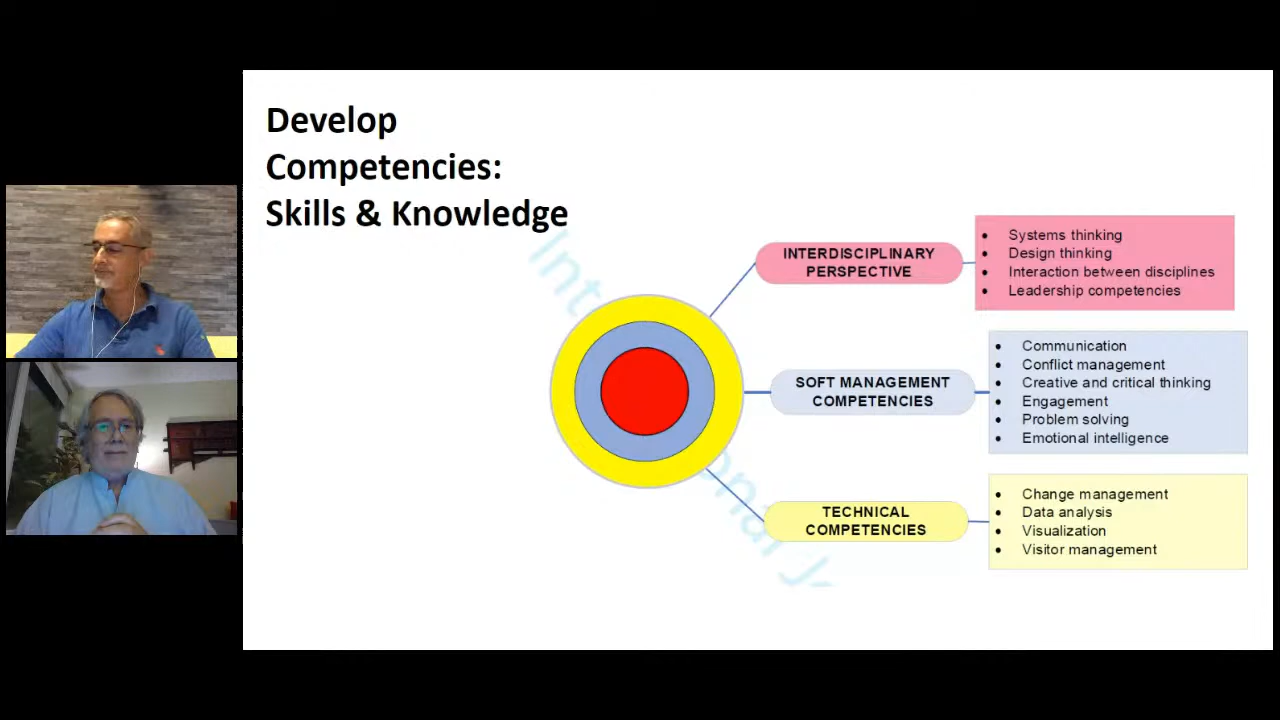 Develop
Competencies:
Skills & Knowledge
INTERDISCIPLINARY
PERSPECTIVE
• Systems thinking
• Design thinking
• Interaction between disciplines
• Leadership competencies
SOFT MANAGEMENT
COMPETENCIES
• Communication
• Conflict management
• Creative and critical thinking
• Engagement
• Problem solving
• Emotional intelligence
TECHNICAL
COMPETENCIES
• Change management
• Data analysis
• Visualization
• Visitor management